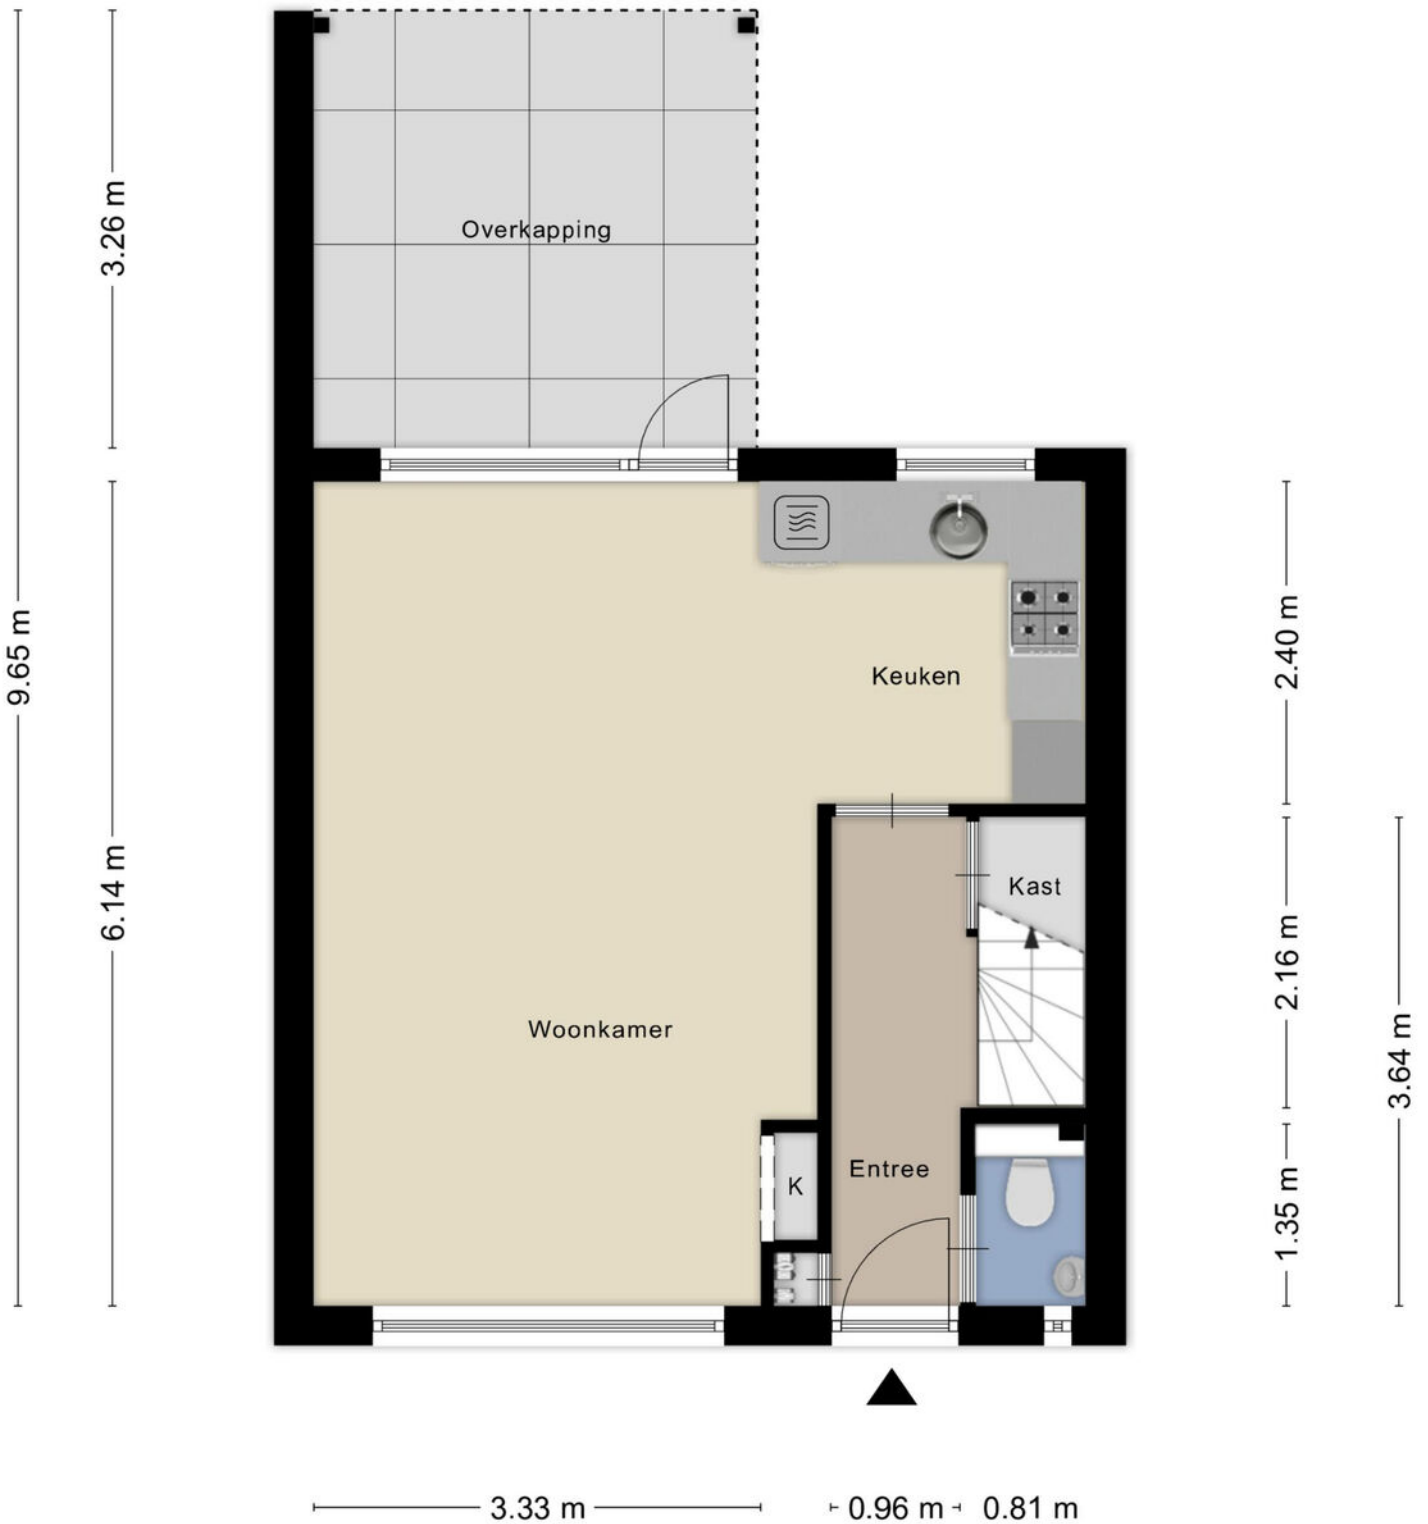 3.26 m
Overkapping
9.65 m
2.40 m
Keuken
6.14 m
Kast
2.16 m
Woonkamer
3.64 m
Entree
K
1.35 m
3.33 m
0.96 m
0.81 m